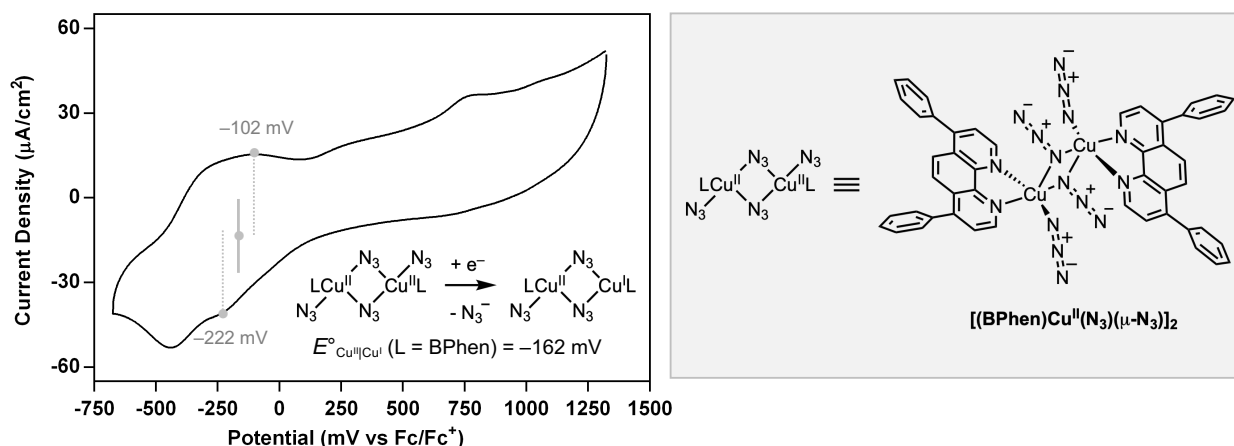 60
30
0
-30
-60
Current Density (μA/cm²)
-750 -500 -250 0 250 500 750 1000 1250 1500
Potential (mV vs Fc/Fc⁺)
–102 mV
–222 mV
N₃ N₃
LCuᴵᴵ CuᴵᴵL
N₃ N₃
+ e⁻
- N₃⁻
N₃
LCuᴵᴵ CuᴵL
N₃ N₃
E°Cuᴵᴵ|Cuᴵ (L = BPhen) = –162 mV
N₃ N₃
LCuᴵᴵ CuᴵᴵL
N₃ N₃
≡
N⁻
N⁺
N
N⁻
N⁺
N
N
Cu
N
N
N
Cu
N
N⁺
N⁻
N
N
N⁺
N⁻
[(BPhen)Cuᴵᴵ(N₃)(μ-N₃)]₂